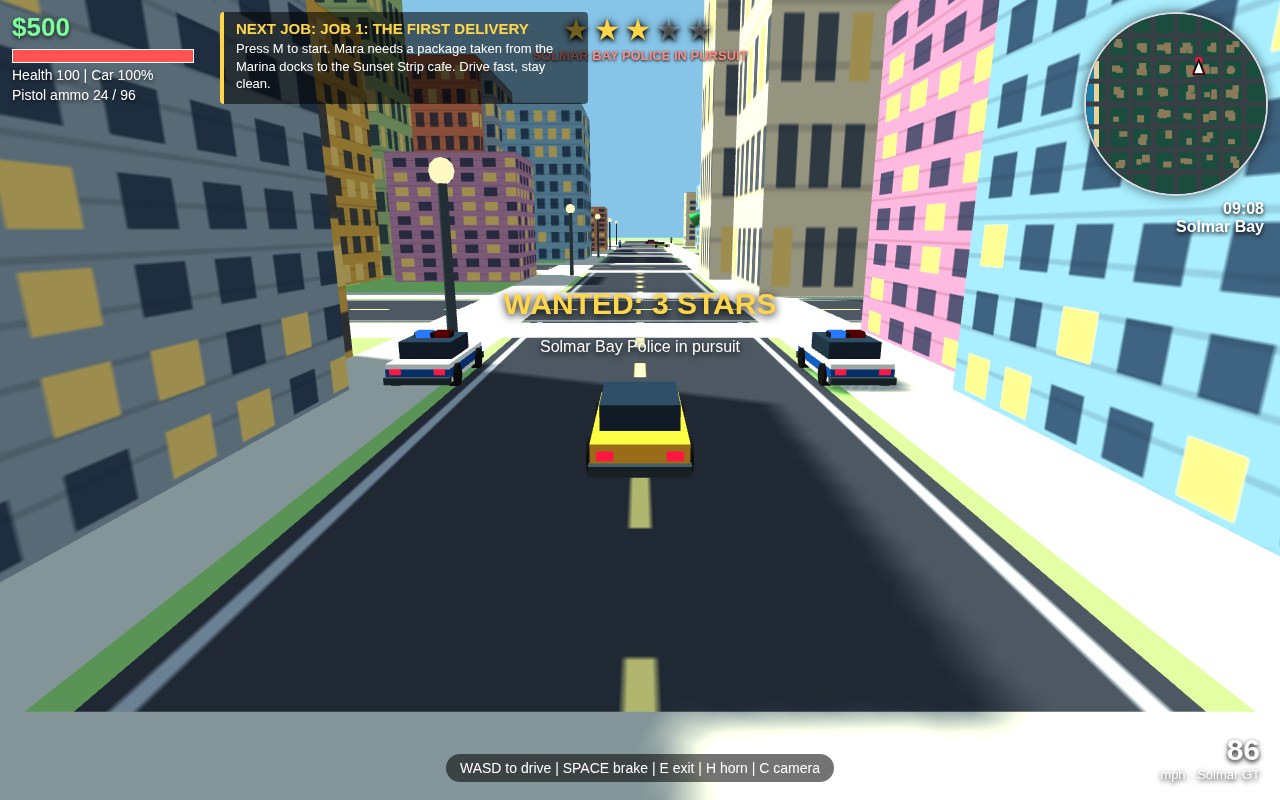 $500
Health 100 | Car 100%
Pistol ammo 24 / 96
NEXT JOB: JOB 1: THE FIRST DELIVERY
Press M to start. Mara needs a package taken from the
Marina docks to the Sunset Strip cafe. Drive fast, stay
clean.
SOLMAR BAY POLICE IN PURSUIT
09:08
Solmar Bay
WANTED: 3 STARS
Solmar Bay Police in pursuit
WASD to drive | SPACE brake | E exit | H horn | C camera
86
mph · Solmar GT